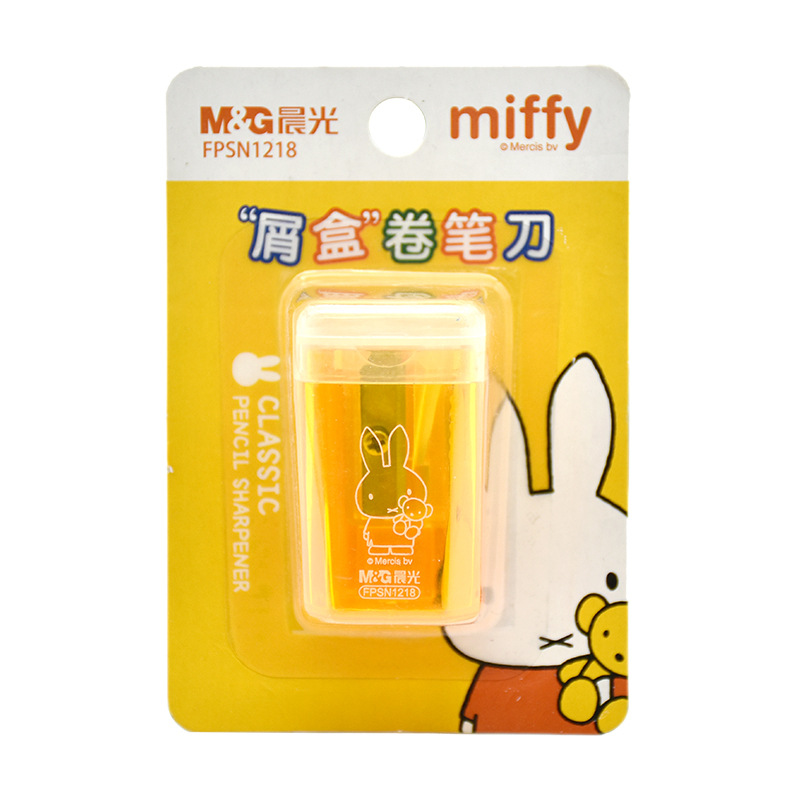 M&G晨光
FPSN1218
miffy
© Mercis bv
“屑盒”卷笔刀
CLASSIC
PENCIL SHARPENER
© Mercis bv
M&G晨光
FPSN1218